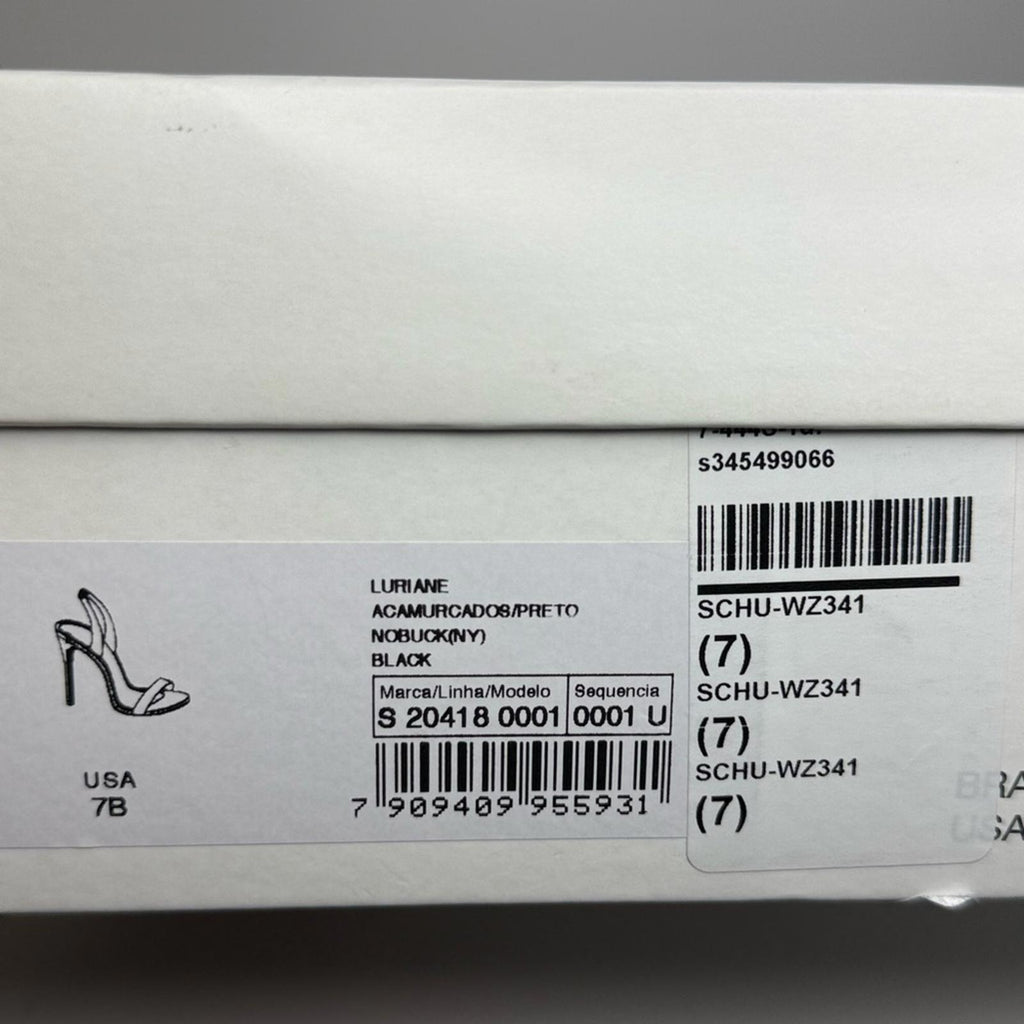 LURIANE
ACAMURCADOS/PRETO
NOBUCK(NY)
BLACK
Marca/Linha/Modelo Sequencia
S 20418 0001 0001 U
7 909409 955931
USA
7B
s345499066
SCHU-WZ341
(7)
SCHU-WZ341
(7)
SCHU-WZ341
(7)